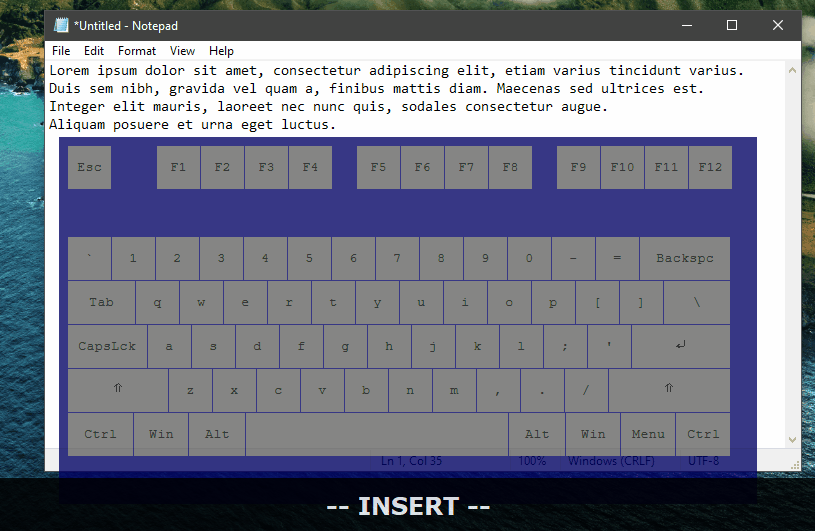 *Untitled - Notepad
File Edit Format View Help
Lorem ipsum dolor sit amet, consectetur adipiscing elit, etiam varius tincidunt varius.
Duis sem nibh, gravida vel quam a, finibus mattis diam. Maecenas sed ultrices est.
Integer elit mauris, laoreet nec nunc quis, sodales consectetur augue.
Aliquam posuere et urna eget luctus.
Esc F1 F2 F3 F4 F5 F6 F7 F8 F9 F10 F11 F12
` 1 2 3 4 5 6 7 8 9 0 - = Backspc
Tab q w e r t y u i o p [ ] \
CapsLck a s d f g h j k l ; ' ↵
⇧ z x c v b n m , . / ⇧
Ctrl Win Alt Alt Win Menu Ctrl
Ln 1, Col 35 100% Windows (CRLF) UTF-8
-- INSERT --